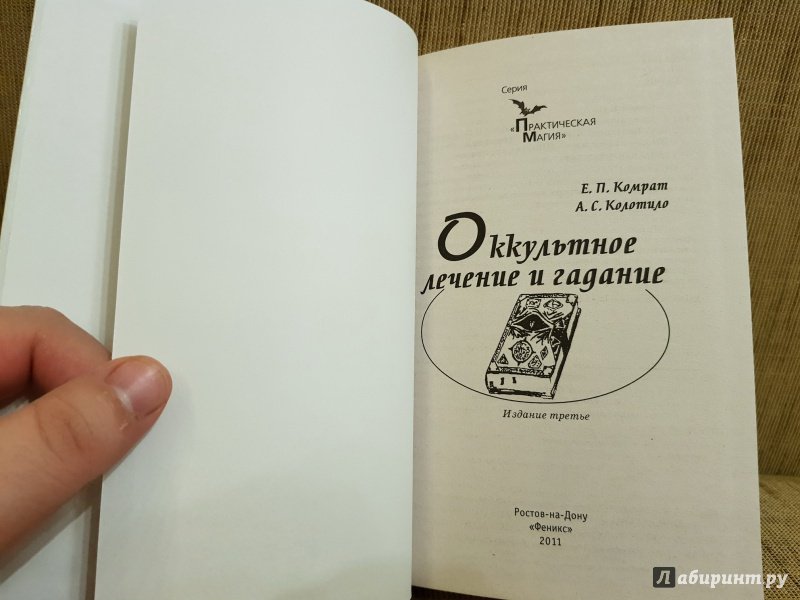 Серия
«ПРАКТИЧЕСКАЯ
МАГИЯ»
Е. П. Комрат
А. С. Колотило
Оккультное
лечение и гадание
Издание третье
Ростов-на-Дону
«Феникс»
2011
Лабиринт.ру